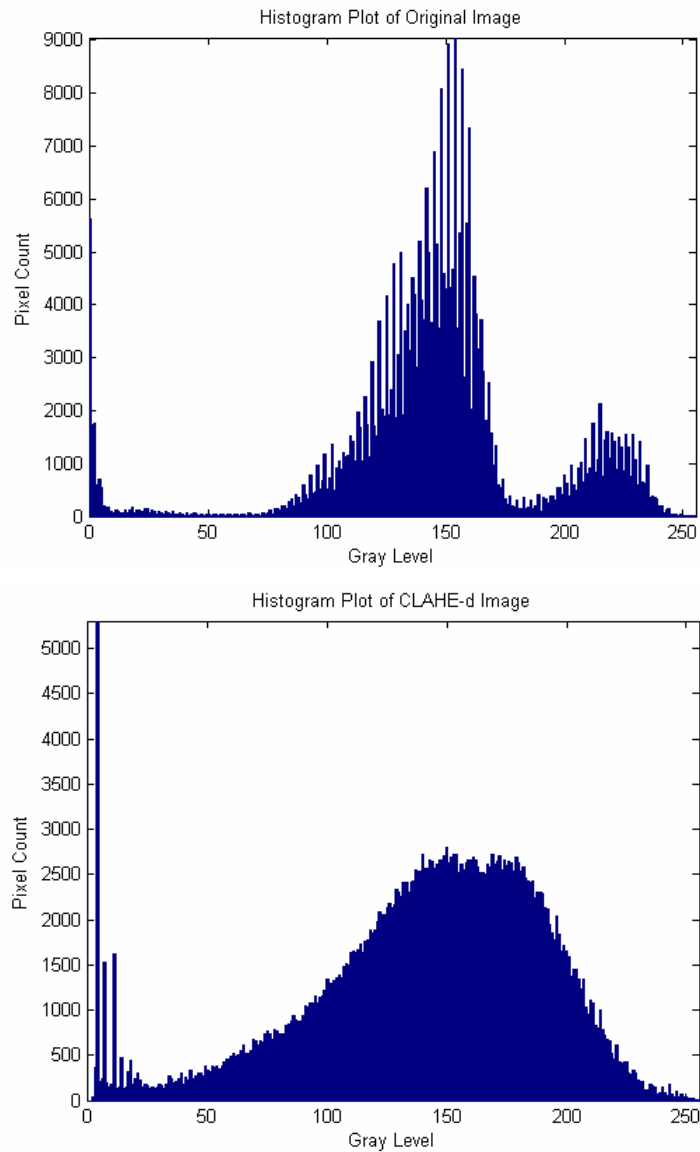 Histogram Plot of Original Image
9000
8000
7000
6000
5000
4000
3000
2000
1000
0
Pixel Count
0 50 100 150 200 250
Gray Level
Histogram Plot of CLAHE-d Image
5000
4500
4000
3500
3000
2500
2000
1500
1000
500
0
Pixel Count
0 50 100 150 200 250
Gray Level